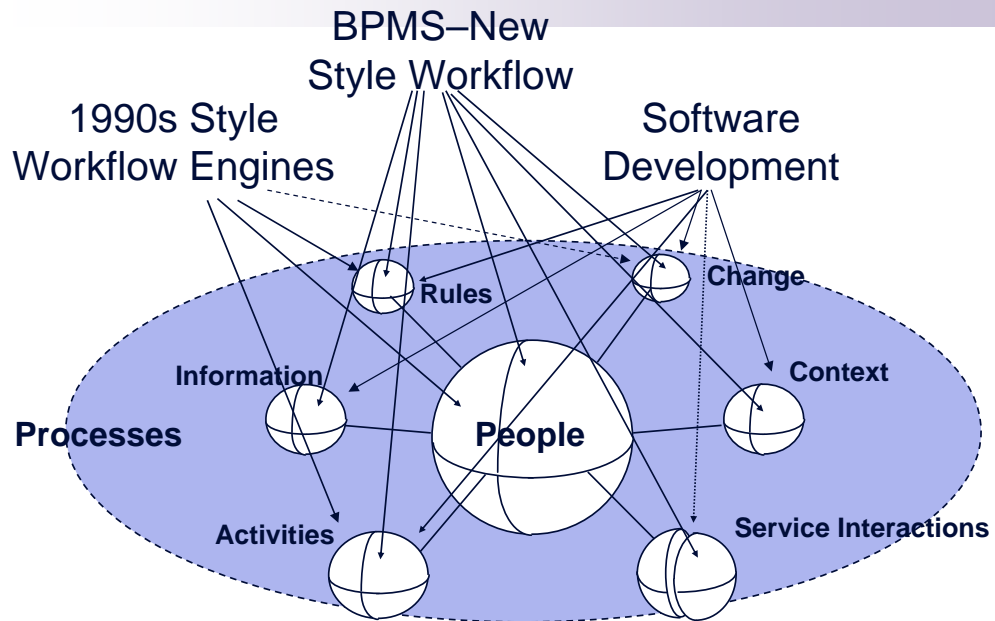 BPMS–New
Style Workflow
1990s Style
Workflow Engines
Software
Development
Rules
Change
Information
Context
Processes
People
Activities
Service Interactions